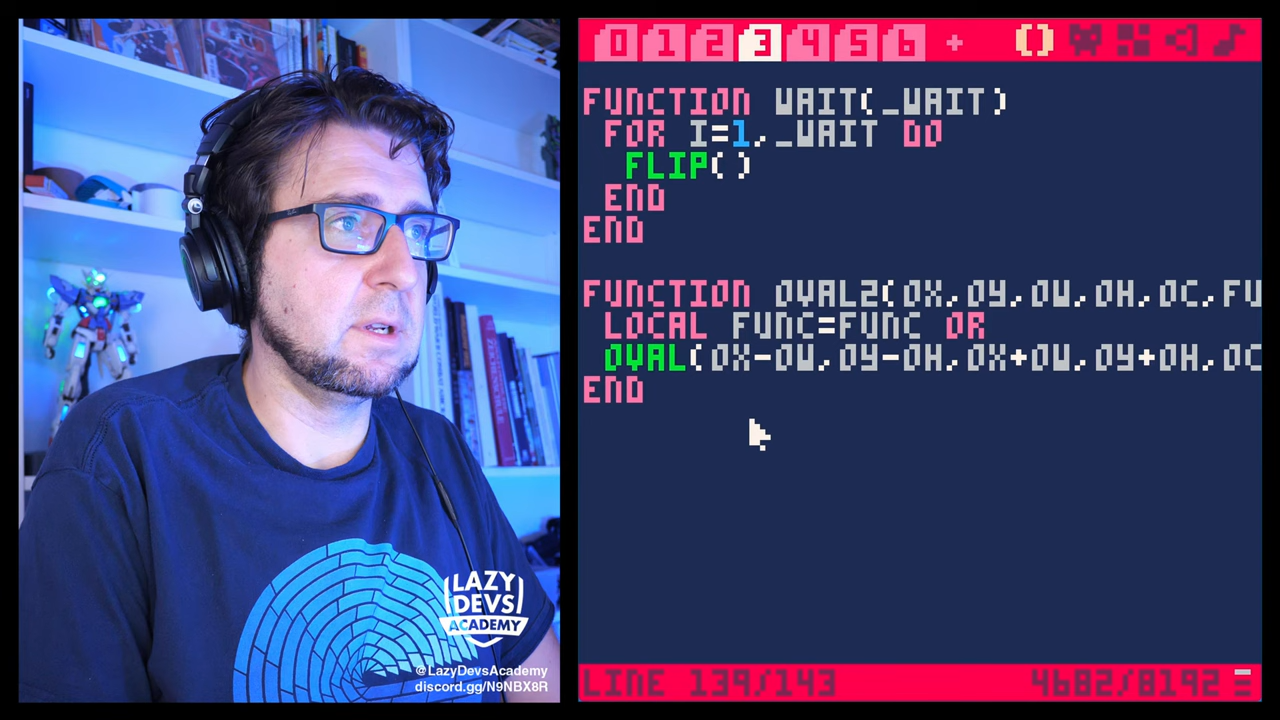 LAZY
DEVS
ACADEMY
@LazyDevsAcademy
discord.gg/N9NBX8R
0 1 2 3 4 5 6 + ()
FUNCTION WAIT(_WAIT)
FOR I=1,_WAIT DO
FLIP()
END
END
FUNCTION OVAL2(OX,OY,OW,OH,OC,FU
LOCAL FUNC=FUNC OR
OVAL(OX-OW,OY-OH,OX+OW,OY+OH,OC
END
LINE 139/143
4682/8192